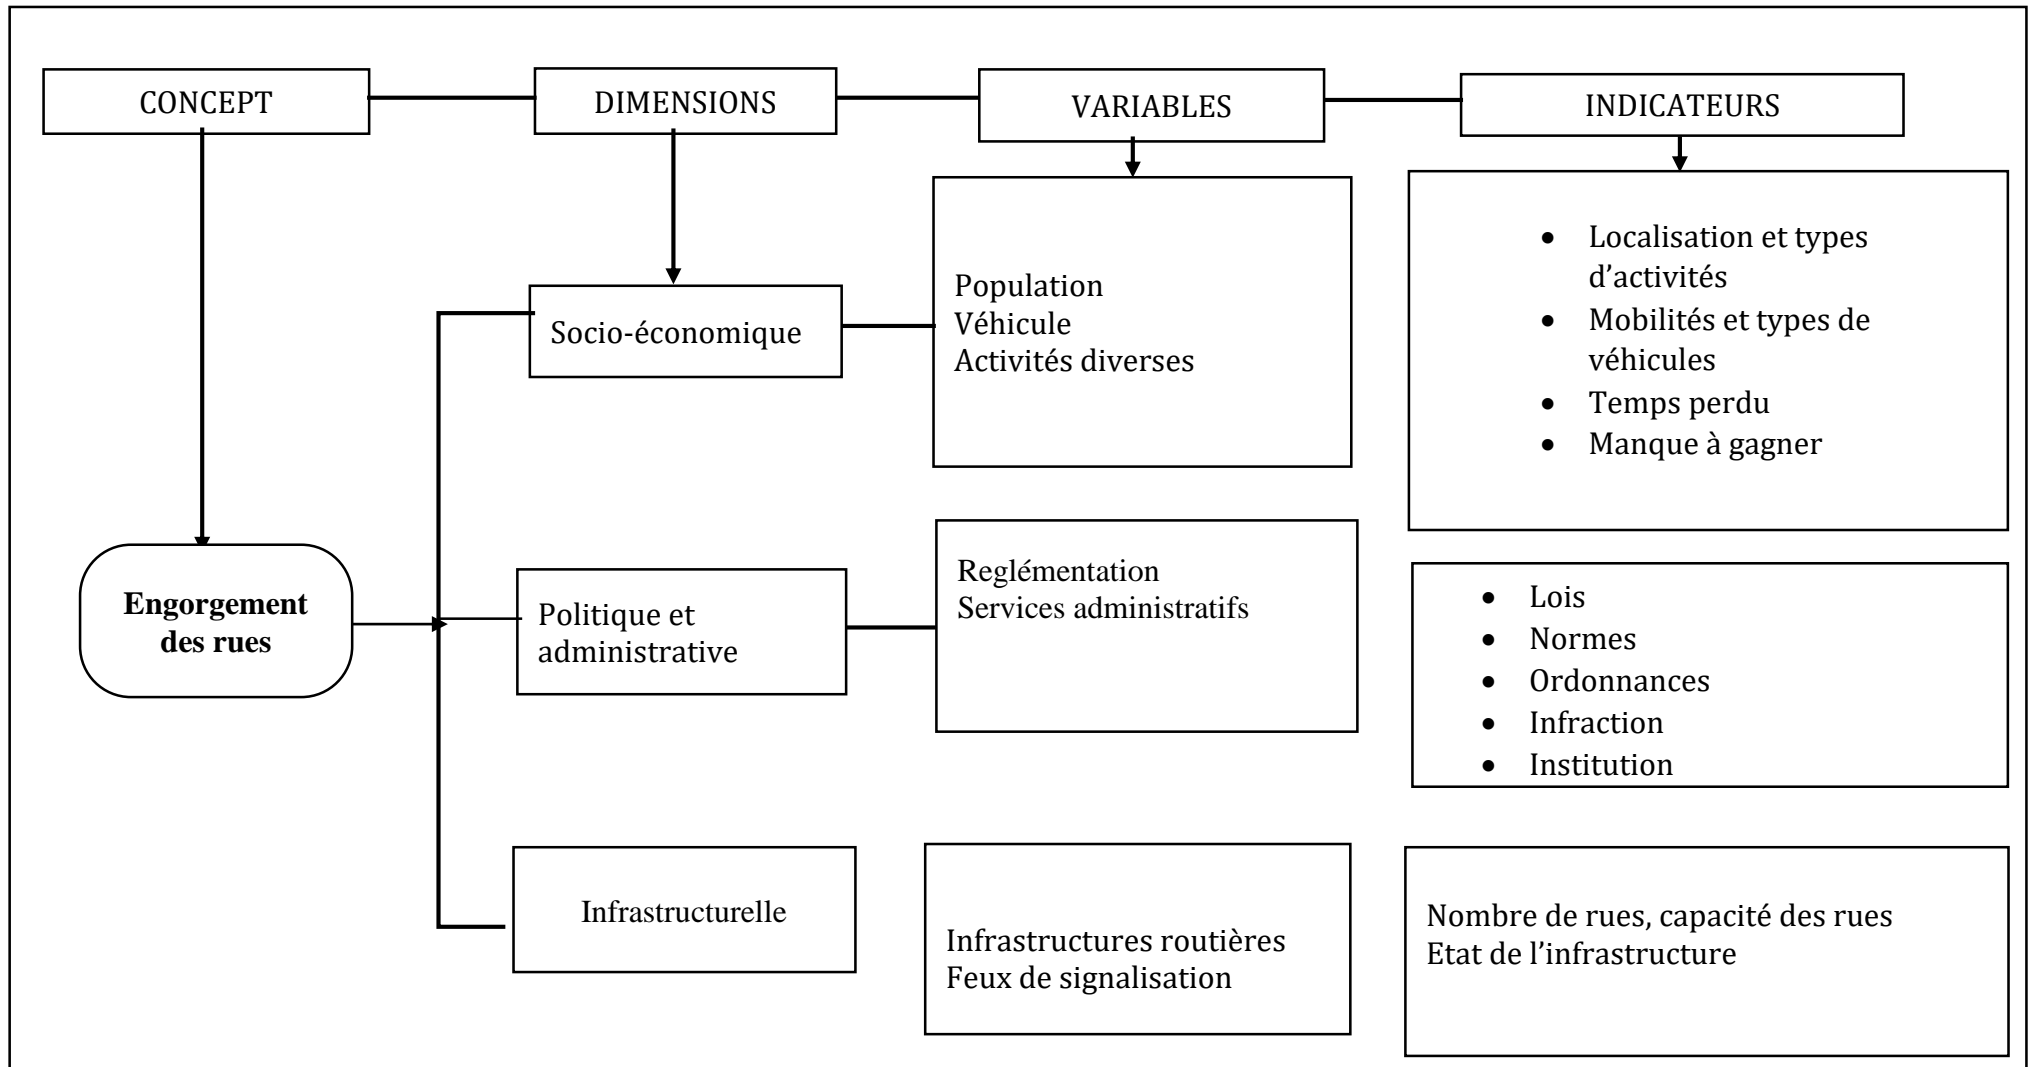 CONCEPT
DIMENSIONS
VARIABLES
INDICATEURS
Engorgement
des rues
Socio-économique
Population
Véhicule
Activités diverses
• Localisation et types
d’activités
• Mobilités et types de
véhicules
• Temps perdu
• Manque à gagner
Politique et
administrative
Reglémentation
Services administratifs
• Lois
• Normes
• Ordonnances
• Infraction
• Institution
Infrastructurelle
Infrastructures routières
Feux de signalisation
Nombre de rues, capacité des rues
Etat de l’infrastructure